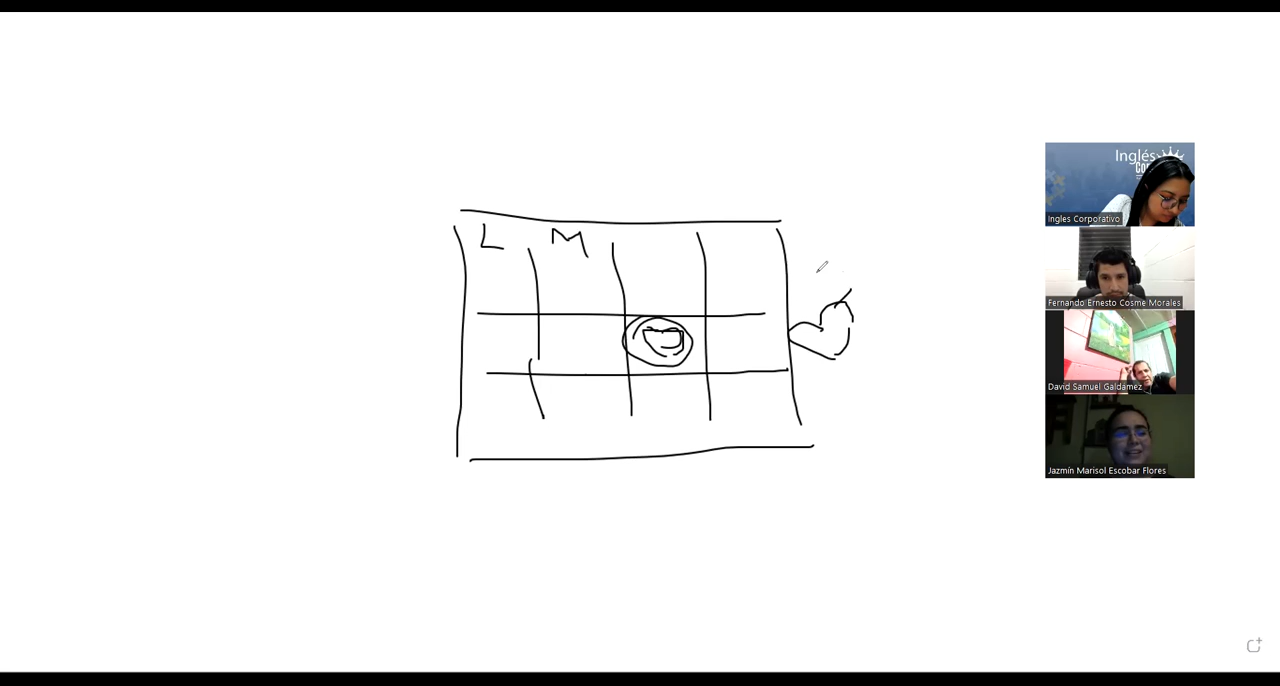 L M
Inglés
Ingles Corporativo
Fernando Ernesto Cosme Morales
David Samuel Galdamez
Jazmín Marisol Escobar Flores